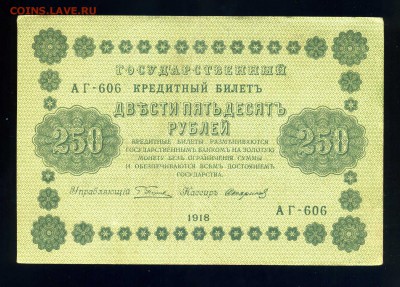 COINS.LAVE.RU
ГОСУДАРСТВЕННЫЙ
АГ-606 КРЕДИТНЫЙ БИЛЕТЪ
ДВѢСТИ ПЯТЬДЕСЯТЪ
РУБЛЕЙ
250 250
КРЕДИТНЫЕ БИЛЕТЫ РАЗМѢНИВАЮТСЯ
ГОСУДАРСТВЕННЫМЪ БАНКОМЪ НА ЗОЛОТУЮ
МОНЕТУ БЕЗЪ ОГРАНИЧЕНІЯ СУММЫ
И ОБЕЗПЕЧИВАЮТСЯ ВСѢМЪ ДОСТОЯНІЕМЪ
ГОСУДАРСТВА.
Управляющій Кассиръ
1918 АГ-606